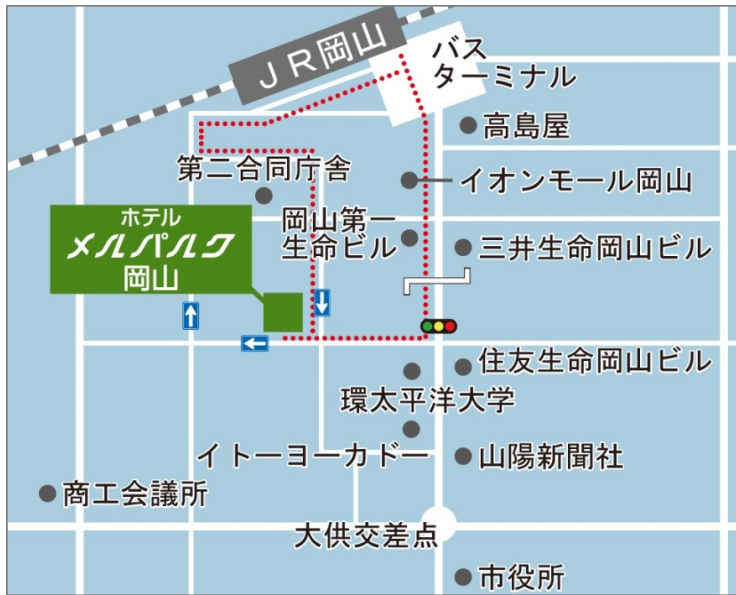 JR岡山
バス
ターミナル
高島屋
第二合同庁舎
イオンモール岡山
ホテル
メルパルク
岡山
岡山第一
生命ビル
三井生命岡山ビル
住友生命岡山ビル
環太平洋大学
イトーヨーカドー
山陽新聞社
商工会議所
大供交差点
市役所